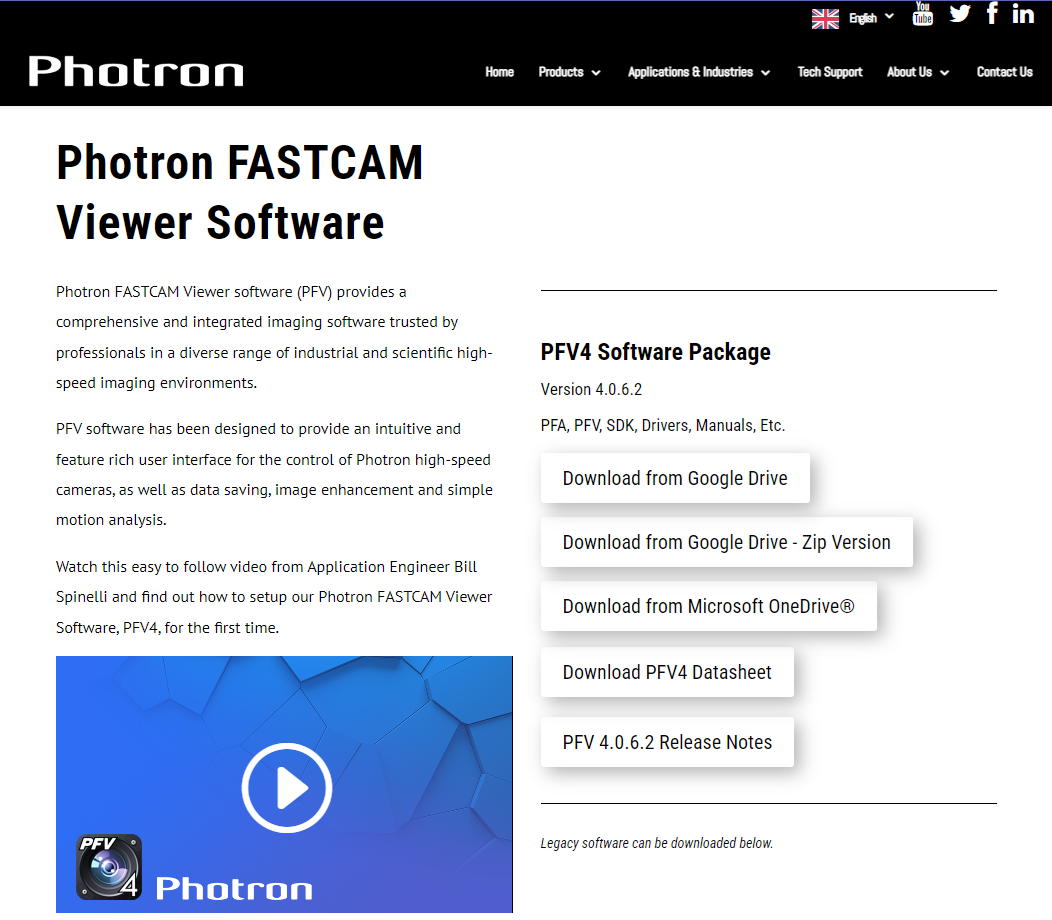 English
You Tube
Photron
Home
Products
Applications & Industries
Tech Support
About Us
Contact Us
Photron FASTCAM
Viewer Software
Photron FASTCAM Viewer software (PFV) provides a
comprehensive and integrated imaging software trusted by
professionals in a diverse range of industrial and scientific high-
speed imaging environments.
PFV software has been designed to provide an intuitive and
feature rich user interface for the control of Photron high-speed
cameras, as well as data saving, image enhancement and simple
motion analysis.
Watch this easy to follow video from Application Engineer Bill
Spinelli and find out how to setup our Photron FASTCAM Viewer
Software, PFV4, for the first time.
PFV
4
Photron
PFV4 Software Package
Version 4.0.6.2
PFA, PFV, SDK, Drivers, Manuals, Etc.
Download from Google Drive
Download from Google Drive - Zip Version
Download from Microsoft OneDrive®
Download PFV4 Datasheet
PFV 4.0.6.2 Release Notes
Legacy software can be downloaded below.